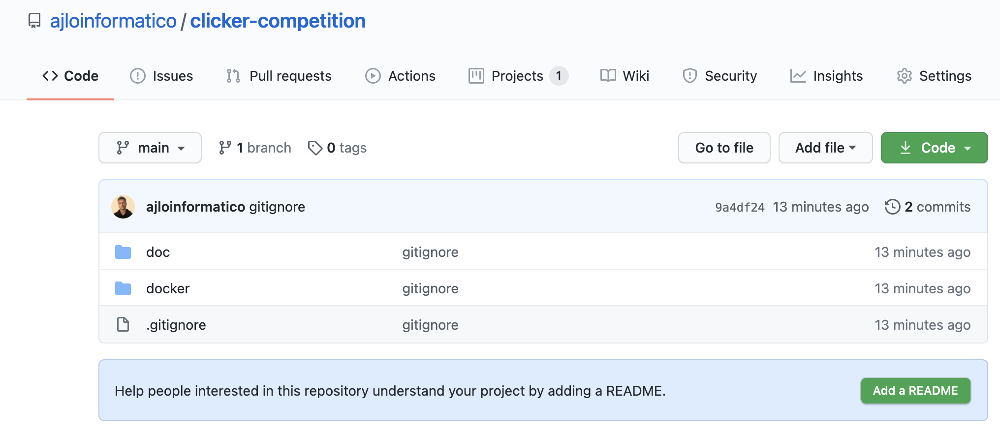 ajloinformatico / clicker-competition
Code Issues Pull requests Actions Projects 1 Wiki Security Insights Settings
main 1 branch 0 tags Go to file Add file Code
ajloinformatico gitignore 9a4df24 13 minutes ago 2 commits
doc gitignore 13 minutes ago
docker gitignore 13 minutes ago
.gitignore gitignore 13 minutes ago
Help people interested in this repository understand your project by adding a README. Add a README